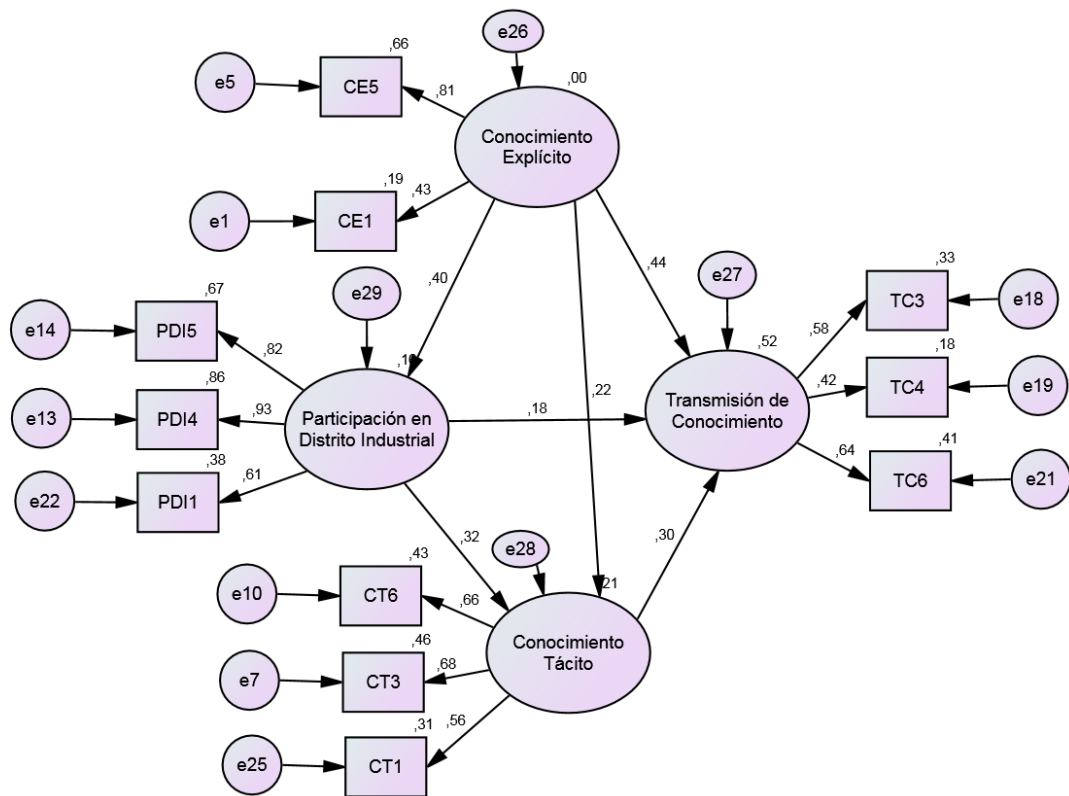 e26
,66
,00
e5
CE5
,81
Conocimiento
Explícito
,19
,43
e1
CE1
e29
,40
,44
e27
,33
TC3
e18
,67
e14
PDI5
,82
,58
,52
,18
e13
,86
PDI4
,93
Participación en
Distrito Industrial
,18
,22
Transmisión de
Conocimiento
,42
TC4
e19
,38
e22
PDI1
,61
,64
,41
TC6
e21
,32
e28
,30
,43
e10
CT6
,66
,21
Conocimiento
Tácito
,46
e7
CT3
,68
,31
,56
e25
CT1